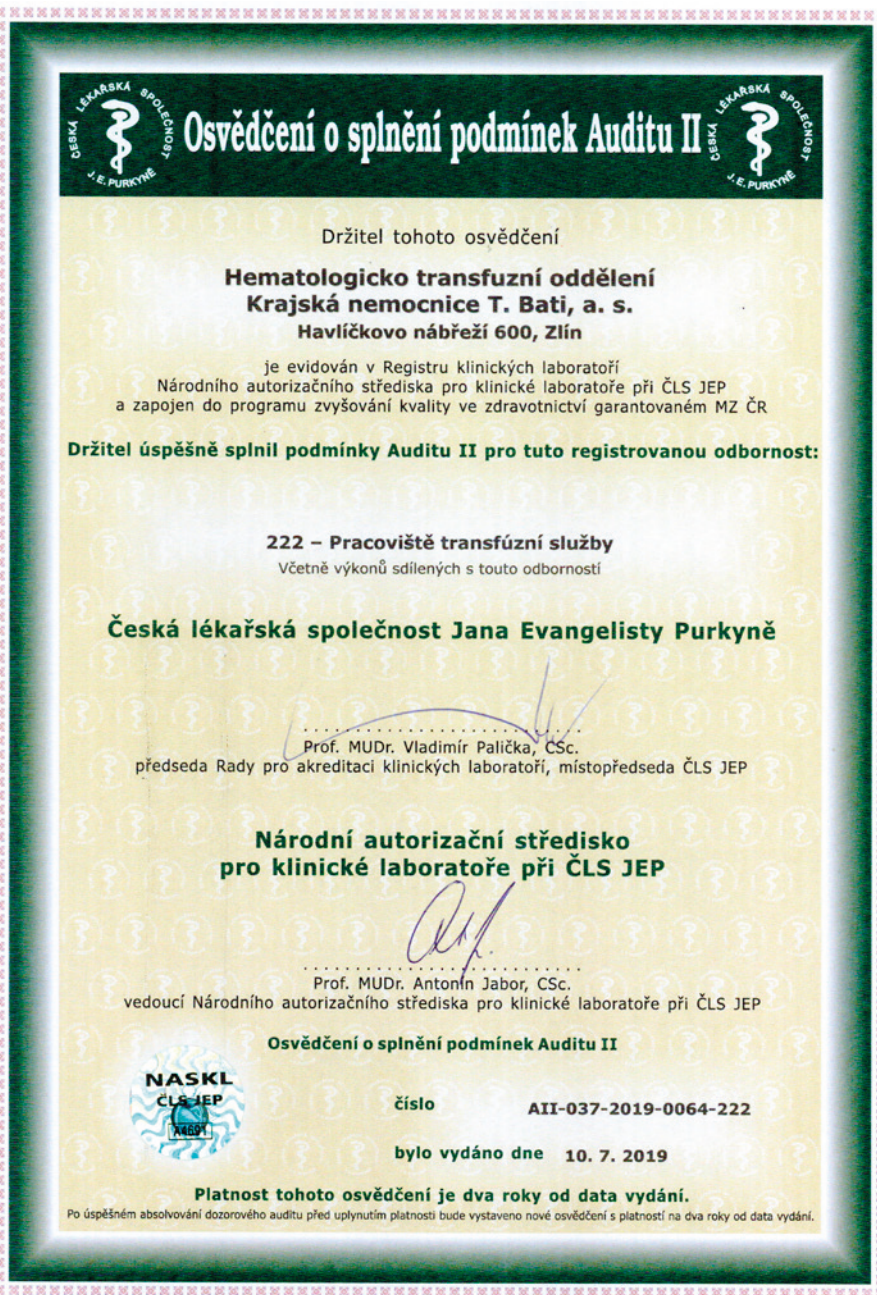 ČESKÁ LÉKAŘSKÁ SPOLEČNOST
J. E. PURKYNĚ
Osvědčení o splnění podmínek Auditu II
ČESKÁ LÉKAŘSKÁ SPOLEČNOST
J. E. PURKYNĚ
Držitel tohoto osvědčení
Hematologicko transfuzní oddělení
Krajská nemocnice T. Bati, a. s.
Havlíčkovo nábřeží 600, Zlín
je evidován v Registru klinických laboratoří
Národního autorizačního střediska pro klinické laboratoře při ČLS JEP
a zapojen do programu zvyšování kvality ve zdravotnictví garantovaném MZ ČR
Držitel úspěšně splnil podmínky Auditu II pro tuto registrovanou odbornost:
222 – Pracoviště transfúzní služby
Včetně výkonů sdílených s touto odborností
Česká lékařská společnost Jana Evangelisty Purkyně
Prof. MUDr. Vladimír Palička, CSc.
předseda Rady pro akreditaci klinických laboratoří, místopředseda ČLS JEP
Národní autorizační středisko
pro klinické laboratoře při ČLS JEP
Prof. MUDr. Antonín Jabor, CSc.
vedoucí Národního autorizačního střediska pro klinické laboratoře při ČLS JEP
Osvědčení o splnění podmínek Auditu II
NASKL
ČLS JEP
A4691
číslo AII-037-2019-0064-222
bylo vydáno dne 10. 7. 2019
Platnost tohoto osvědčení je dva roky od data vydání.
Po úspěšném absolvování dozorového auditu před uplynutím platnosti bude vystaveno nové osvědčení s platností na dva roky od data vydání.